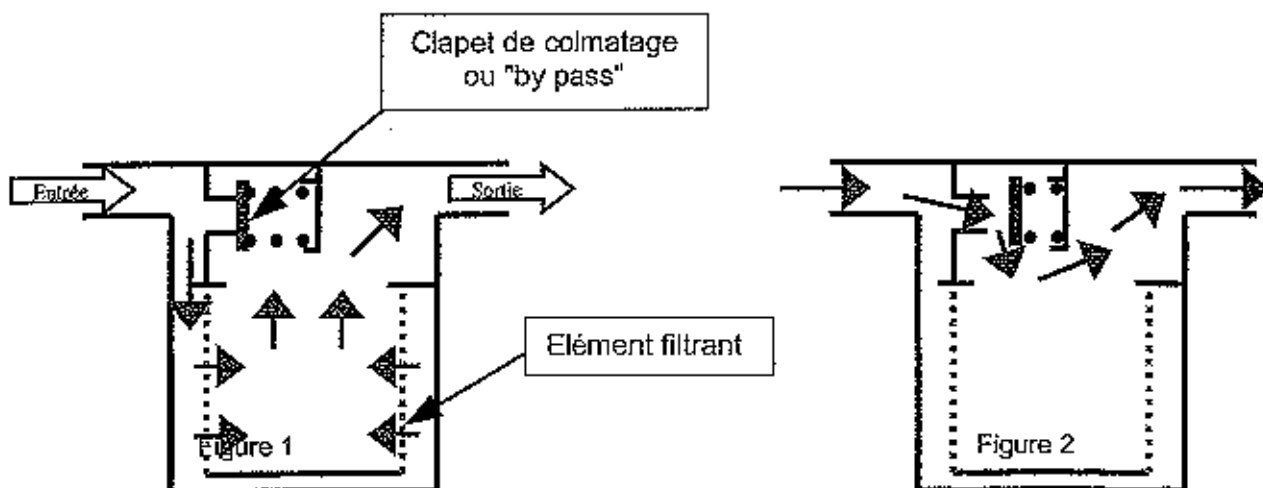 Clapet de colmatage
ou "by pass"
Entrée
Sortie
Elément filtrant
Figure 1
Figure 2